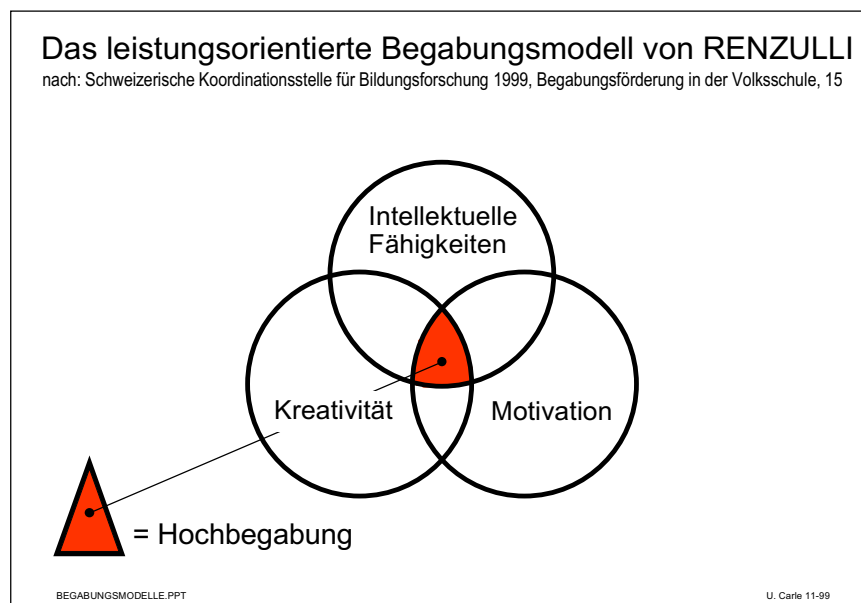 Das leistungsorientierte Begabungsmodell von RENZULLI
nach: Schweizerische Koordinationsstelle für Bildungsforschung 1999, Begabungsförderung in der Volksschule, 15
Intellektuelle
Fähigkeiten
Kreativität
Motivation
= Hochbegabung
BEGABUNGSMODELLE.PPT
U. Carle 11-99